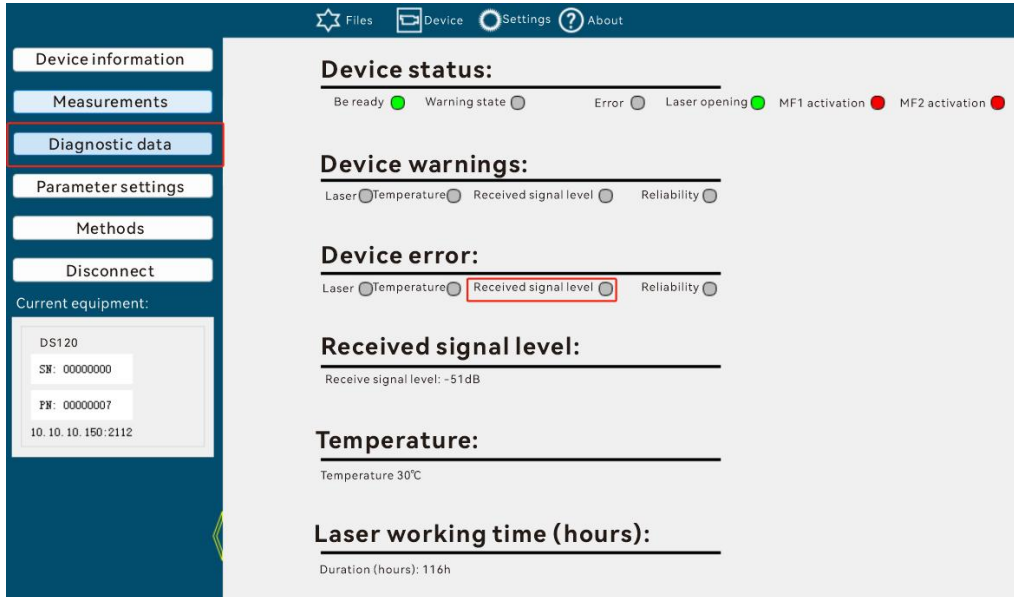 Files Device Settings About
Device information
Measurements
Diagnostic data
Parameter settings
Methods
Disconnect
Current equipment:
DS120
SN: 00000000
PN: 00000007
10.10.10.150:2112
Device status:
Be ready Warning state Error Laser opening MF1 activation MF2 activation
Device warnings:
Laser Temperature Received signal level Reliability
Device error:
Laser Temperature Received signal level Reliability
Received signal level:
Receive signal level: -51dB
Temperature:
Temperature 30℃
Laser working time (hours):
Duration (hours): 116h